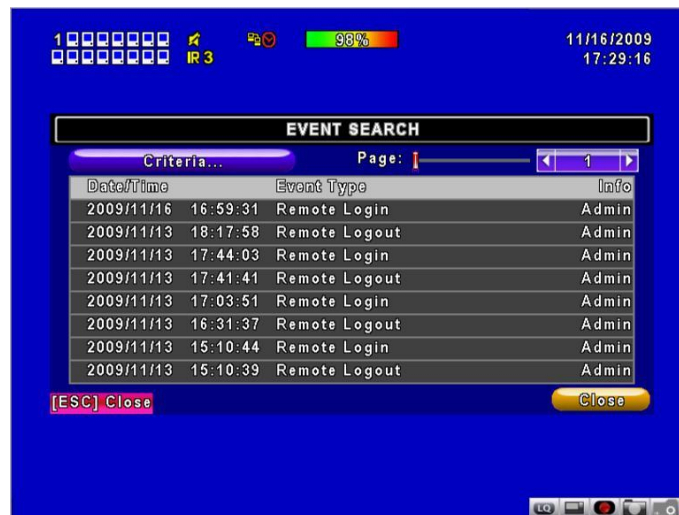 1 98% 11/16/2009
IR 3 17:29:16
EVENT SEARCH
Criteria... Page: 1
Date/Time Event Type Info
2009/11/16 16:59:31 Remote Login Admin
2009/11/13 18:17:58 Remote Logout Admin
2009/11/13 17:44:03 Remote Login Admin
2009/11/13 17:41:41 Remote Logout Admin
2009/11/13 17:03:51 Remote Login Admin
2009/11/13 16:31:37 Remote Logout Admin
2009/11/13 15:10:44 Remote Login Admin
2009/11/13 15:10:39 Remote Logout Admin
[ESC] Close Close
LQ